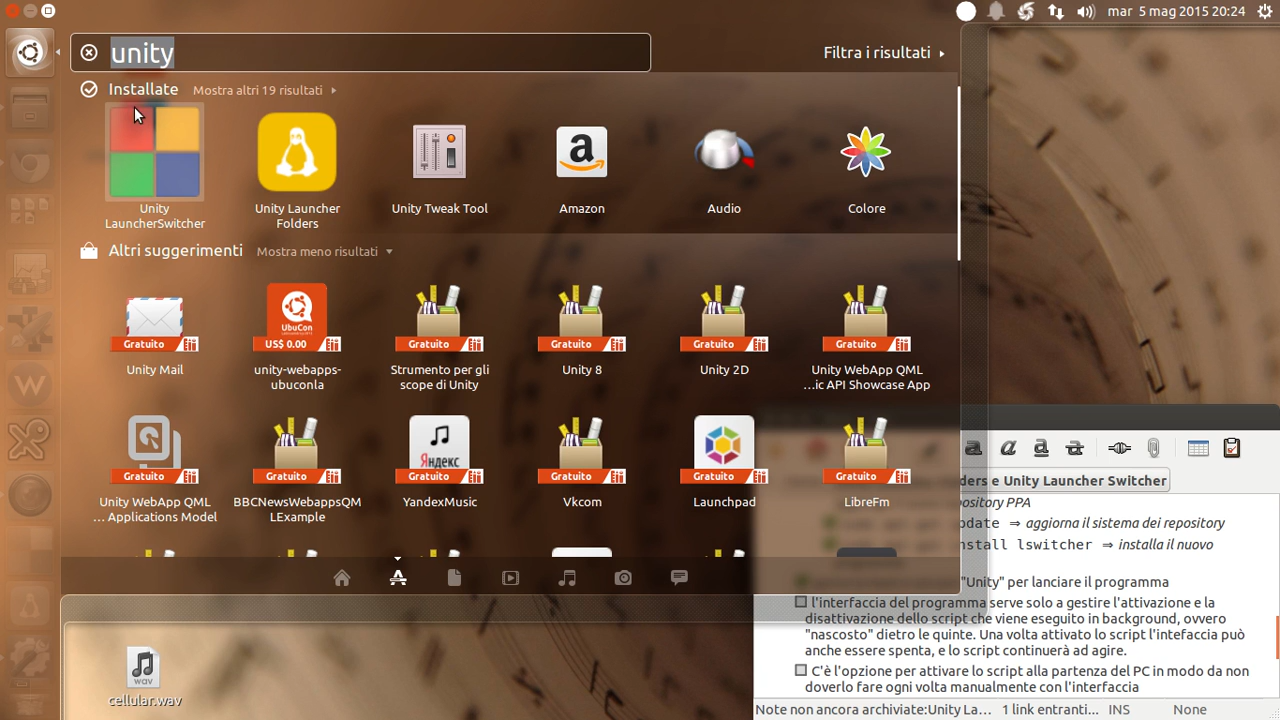 mar 5 mag 2015 20:24
unity
Filtra i risultati
Installate Mostra altri 19 risultati
Unity
LauncherSwitcher
Unity Launcher
Folders
Unity Tweak Tool
Amazon
Audio
Colore
Altri suggerimenti Mostra meno risultati
Gratuito
US$ 0.00
Gratuito
Gratuito
Gratuito
Gratuito
UbuCon
Unity Mail
unity-webapps-
ubuconla
Strumento per gli
scope di Unity
Unity 8
Unity 2D
Unity WebApp QML
...ic API Showcase App
Яндекс
Gratuito
Gratuito
Gratuito
Gratuito
Gratuito
Gratuito
Unity WebApp QML
... Applications Model
BBCNewsWebappsQM
LExample
YandexMusic
Vkcom
Launchpad
LibreFm
ders e Unity Launcher Switcher
pository PPA
pdate ⇒ aggiorna il sistema dei repository
nstall lswitcher ⇒ installa il nuovo
"Unity" per lanciare il programma
l'interfaccia del programma serve solo a gestire l'attivazione e la
disattivazione dello script che viene eseguito in background, ovvero
"nascosto" dietro le quinte. Una volta attivato lo script l'intefaccia può
anche essere spenta, e lo script continuerà ad agire.
C'è l'opzione per attivare lo script alla partenza del PC in modo da non
doverlo fare ogni volta manualmente con l'interfaccia
Note non ancora archiviate:Unity La... 1 link entranti... INS None
wav
cellular.wav